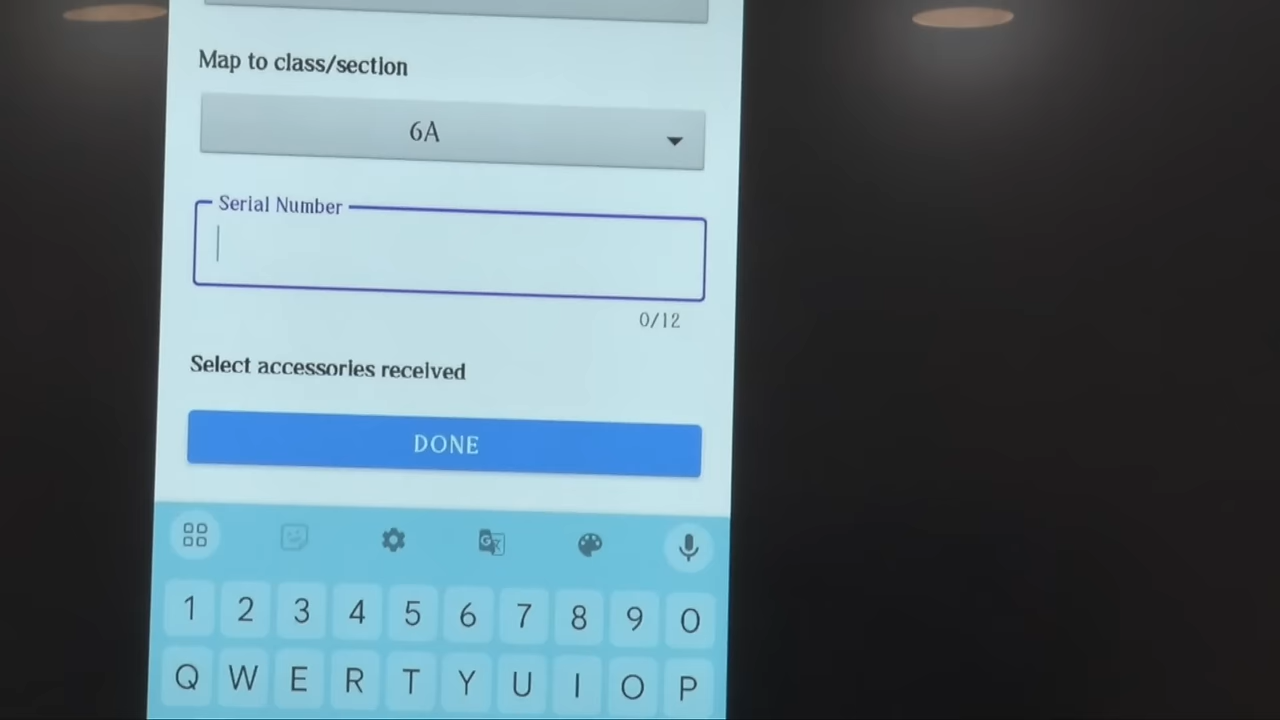 Map to class/section
6A
Serial Number
0/12
Select accessories received
DONE
1 2 3 4 5 6 7 8 9 0
Q W E R T Y U I O P